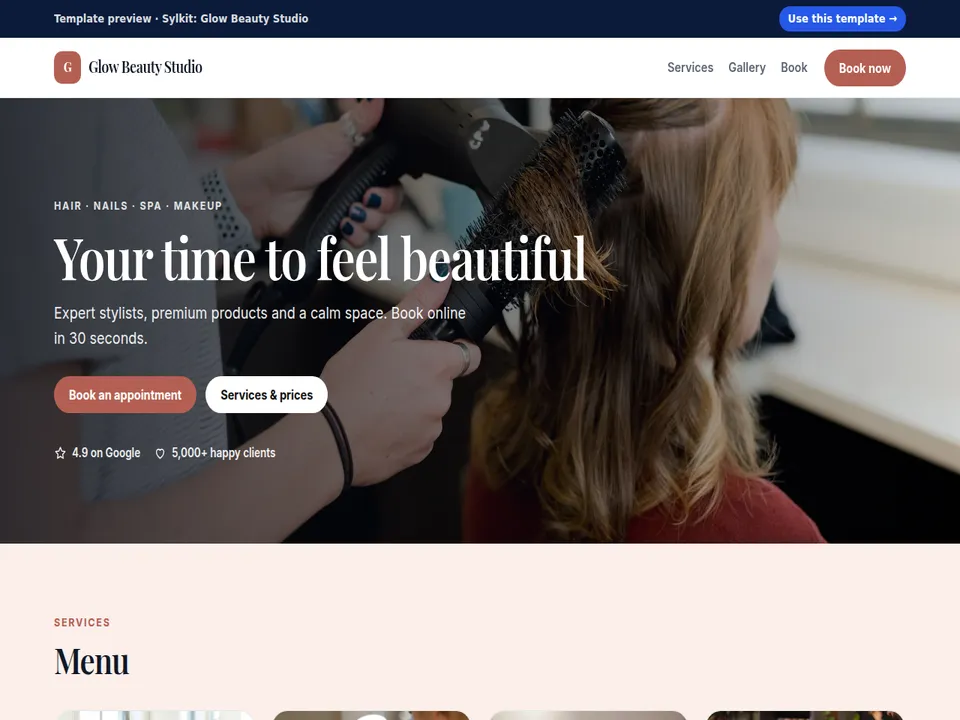 Template preview · Sylkit: Glow Beauty Studio
Use this template →
G
Glow Beauty Studio
Services
Gallery
Book
Book now
HAIR · NAILS · SPA · MAKEUP
Your time to feel beautiful
Expert stylists, premium products and a calm space. Book online
in 30 seconds.
Book an appointment
Services & prices
4.9 on Google
5,000+ happy clients
SERVICES
Menu